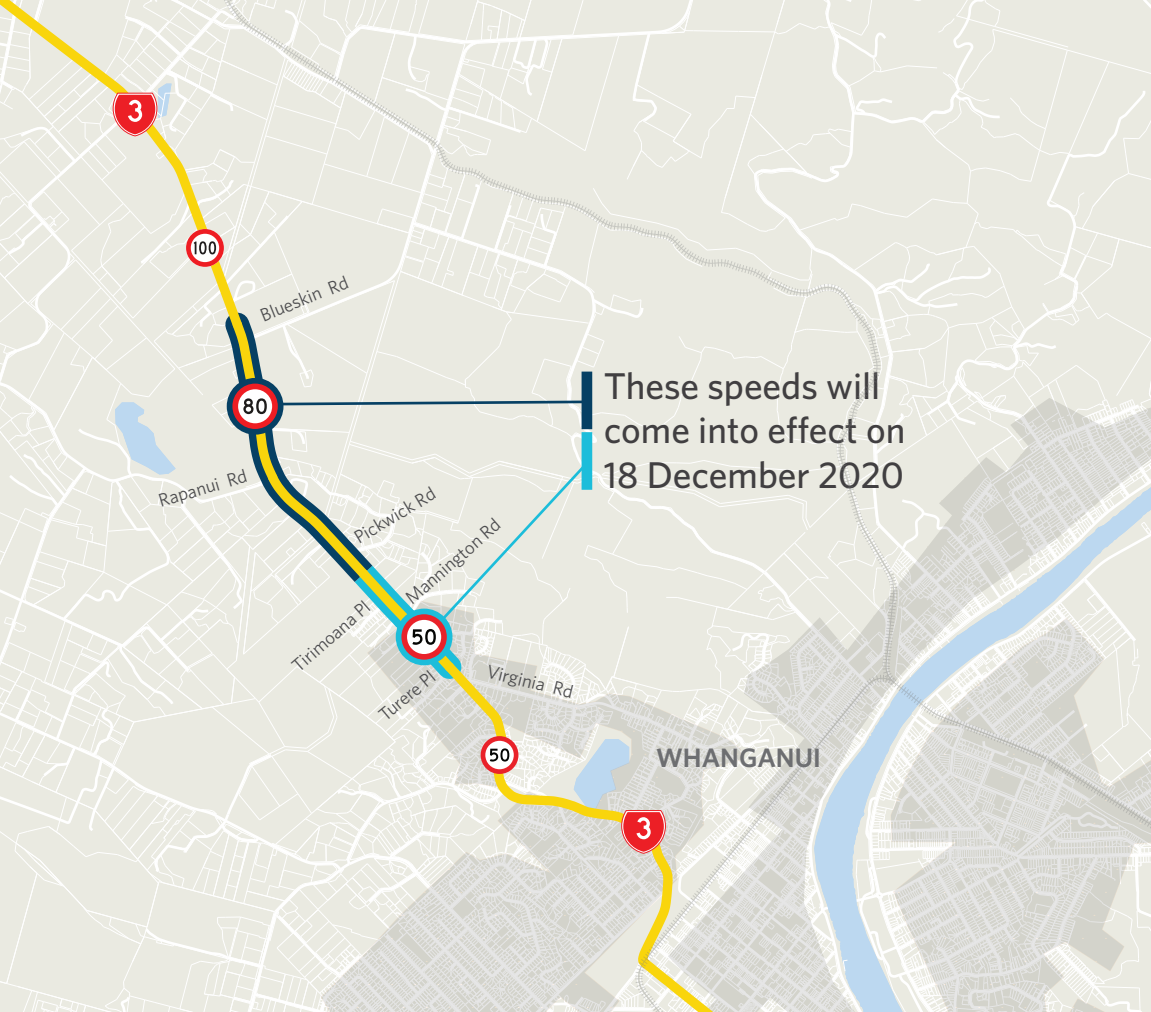 3
100
Blueskin Rd
80
These speeds will
come into effect on
18 December 2020
Rapanui Rd
Pickwick Rd
Mannington Rd
Tirimoana Pl
50
Virginia Rd
Turere Pl
50
WHANGANUI
3